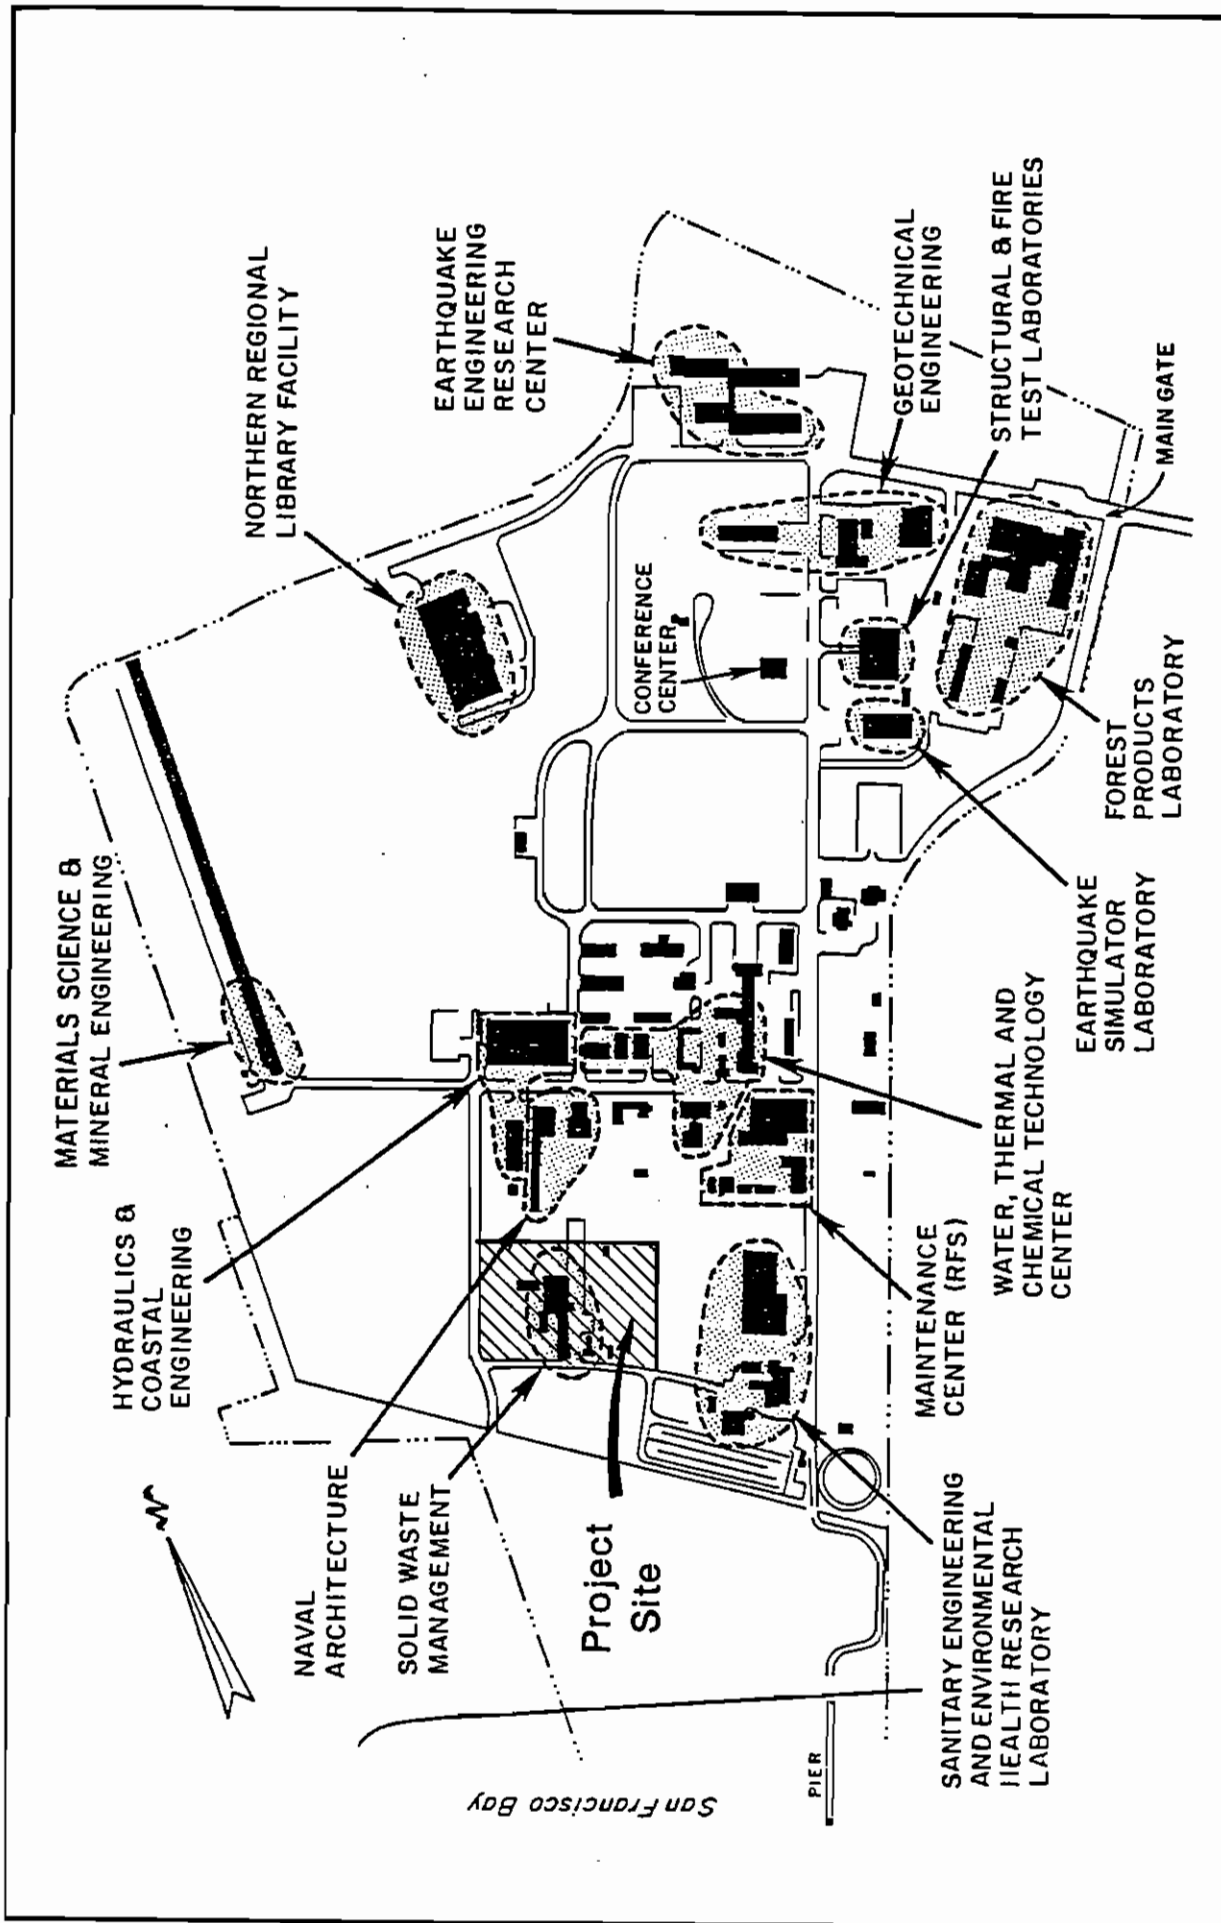 MATERIALS SCIENCE &
MINERAL ENGINEERING
NORTHERN REGIONAL
LIBRARY FACILITY
EARTHQUAKE
ENGINEERING
RESEARCH
CENTER
HYDRAULICS &
COASTAL
ENGINEERING
N
NAVAL
ARCHITECTURE
SOLID WASTE
MANAGEMENT
Project
Site
CONFERENCE
CENTER
GEOTECHNICAL
ENGINEERING
STRUCTURAL & FIRE
TEST LABORATORIES
MAIN GATE
San Francisco Bay
PIER
SANITARY ENGINEERING
AND ENVIRONMENTAL
HEALTH RESEARCH
LABORATORY
MAINTENANCE
CENTER (RFS)
WATER, THERMAL AND
CHEMICAL TECHNOLOGY
CENTER
EARTHQUAKE
SIMULATOR
LABORATORY
FOREST
PRODUCTS
LABORATORY